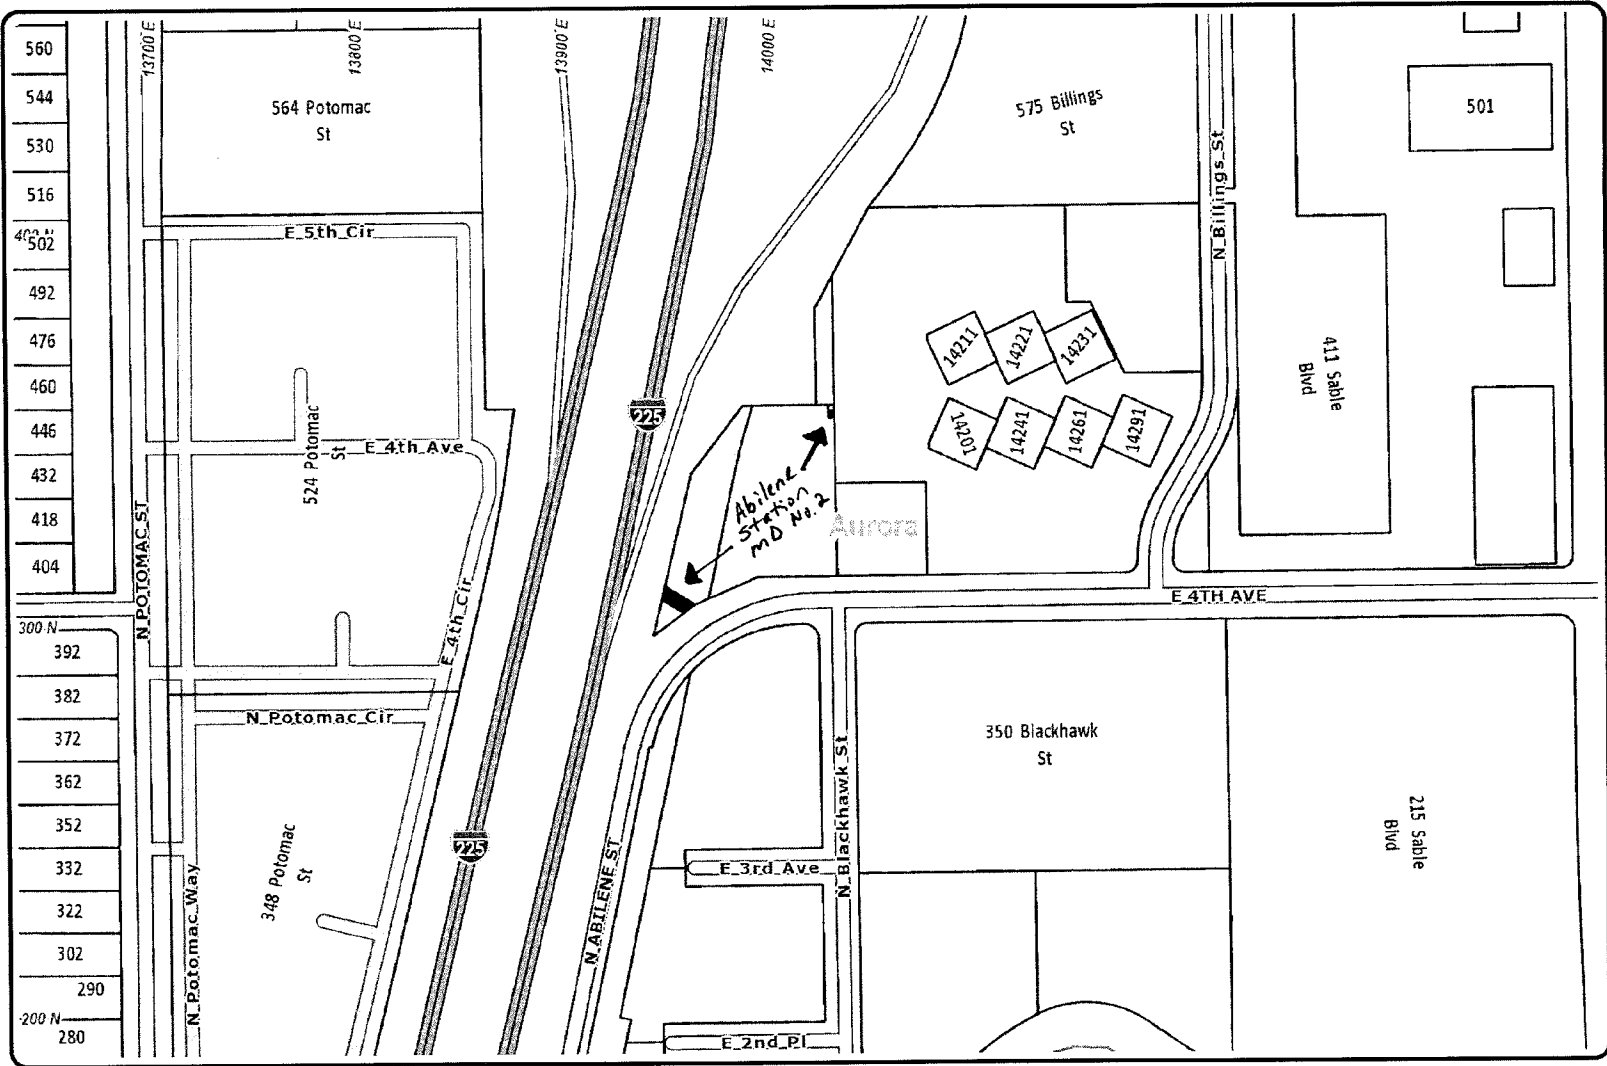 560
544
530
516
400 N
502
492
476
460
446
432
418
404
300 N
392
382
372
362
352
332
322
302
290
200 N
280
13700 E
13800 E
13900 E
14000 E
564 Potomac
St
E 5th Cir
524 Potomac
St
E 4th Ave
N POTOMAC ST
E 4th Cir
N Potomac Cir
348 Potomac
St
N Potomac Way
225
225
Abilene
Station
MD No. 2
Aurora
575 Billings
St
N Billings St
501
411 Sable
Blvd
14211
14221
14231
14201
14241
14261
14291
E 4TH AVE
350 Blackhawk
St
215 Sable
Blvd
N Blackhawk St
N ABILENE ST
E 3rd Ave
E 2nd Pl